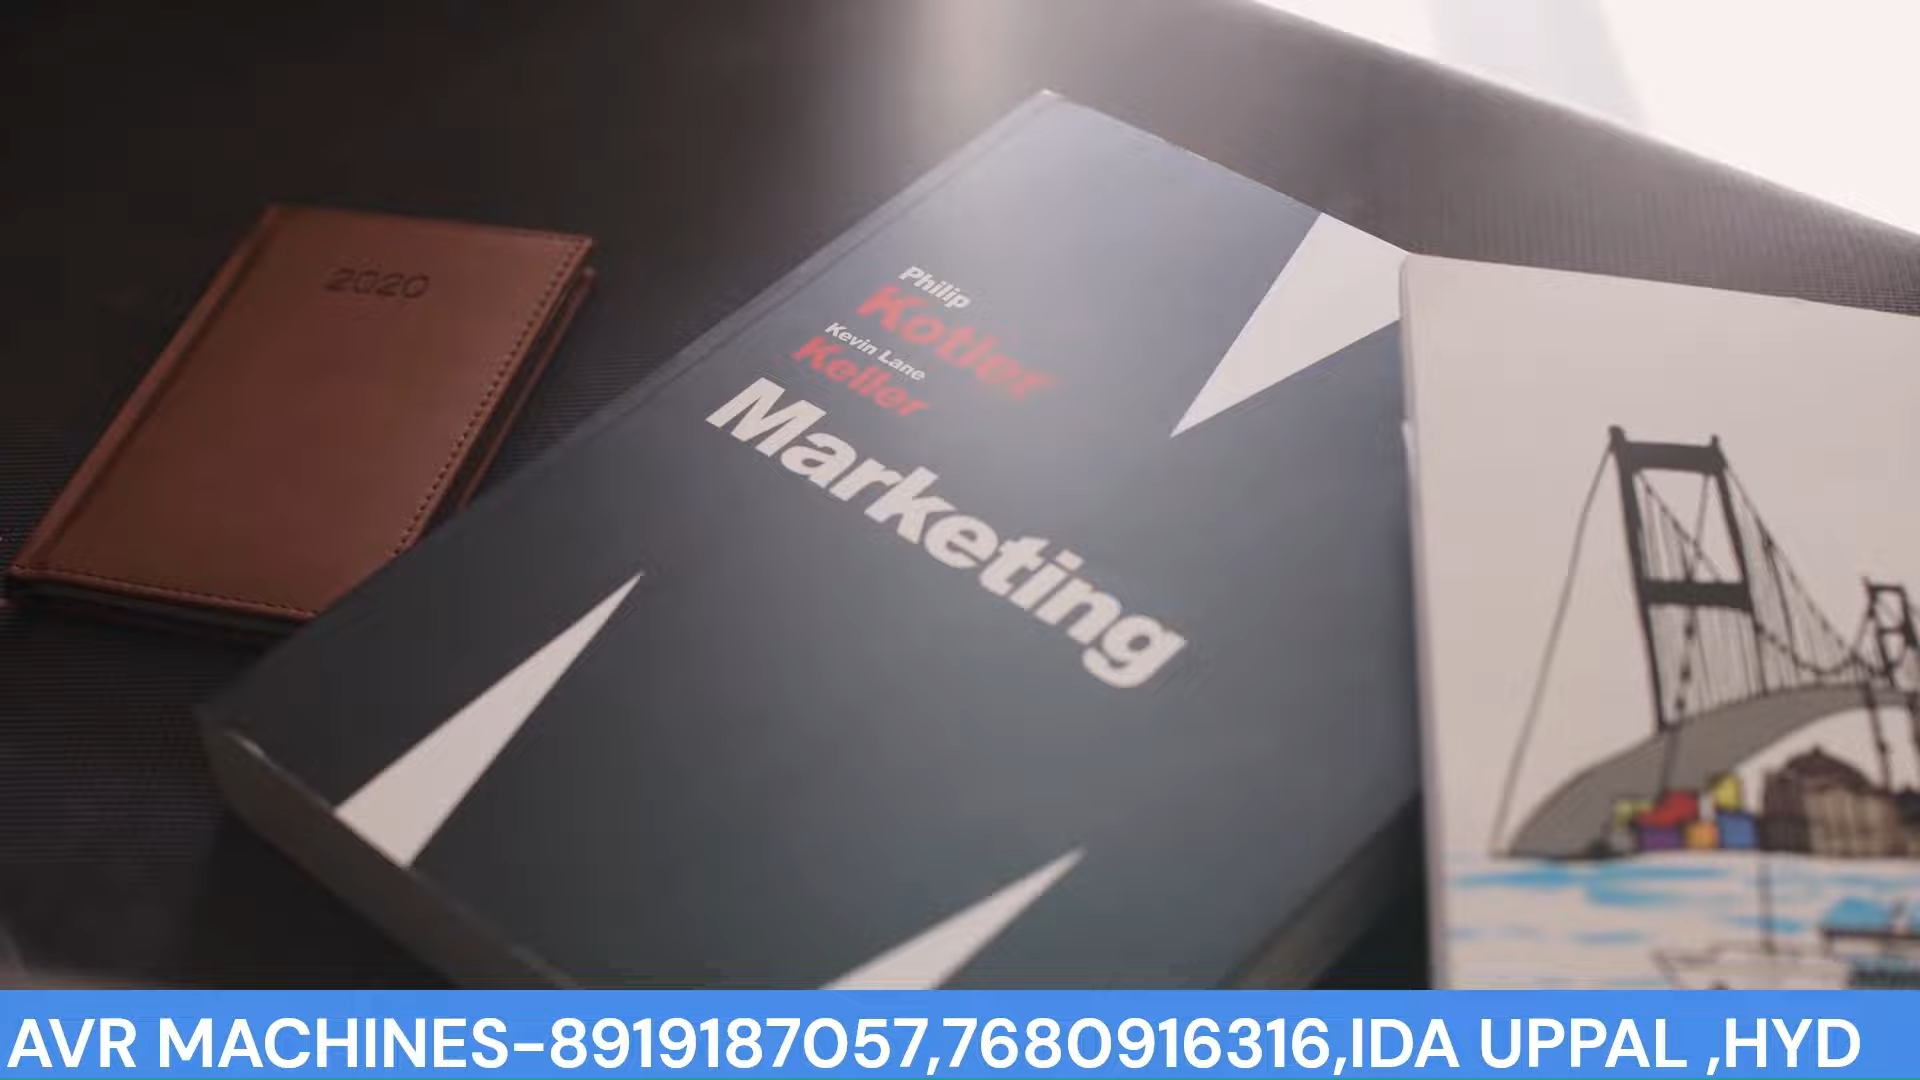 2020
Philip
Kotler
Kevin Lane
Keller
Marketing
AVR MACHINES-8919187057,7680916316,IDA UPPAL ,HYD